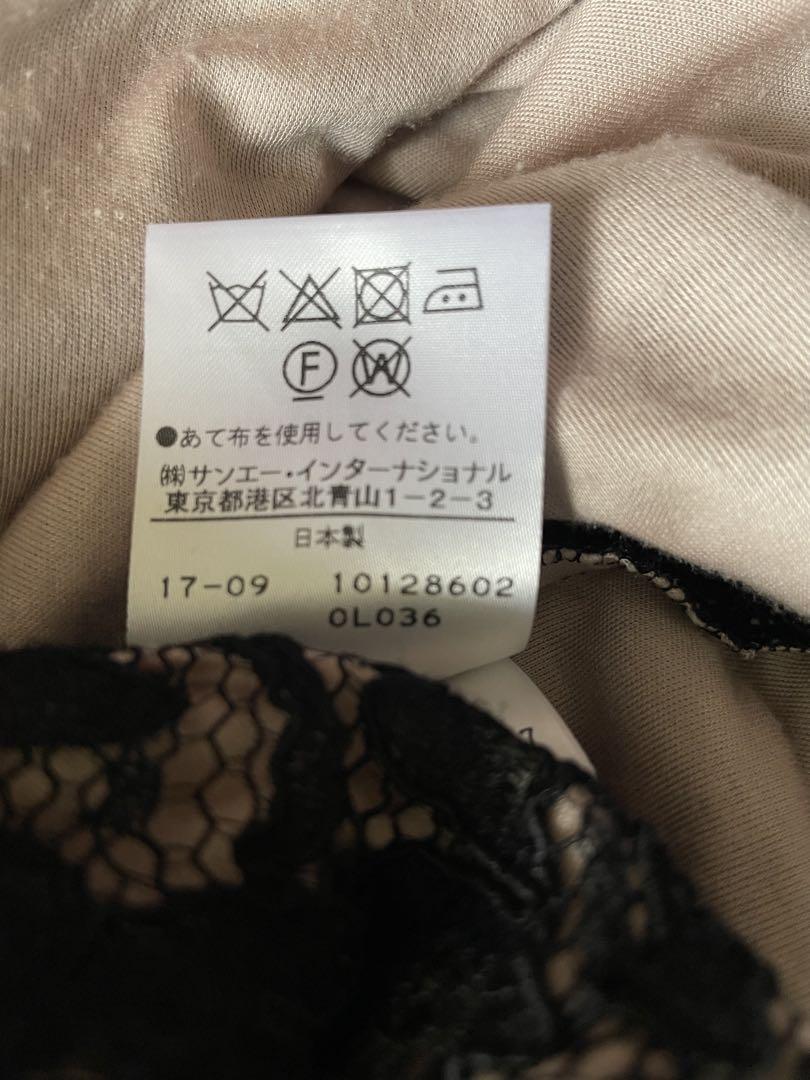 F W
●あて布を使用してください。
㈱サンエー・インターナショナル
東京都港区北青山1-2-3
日本製
17-09 10128602
0L036